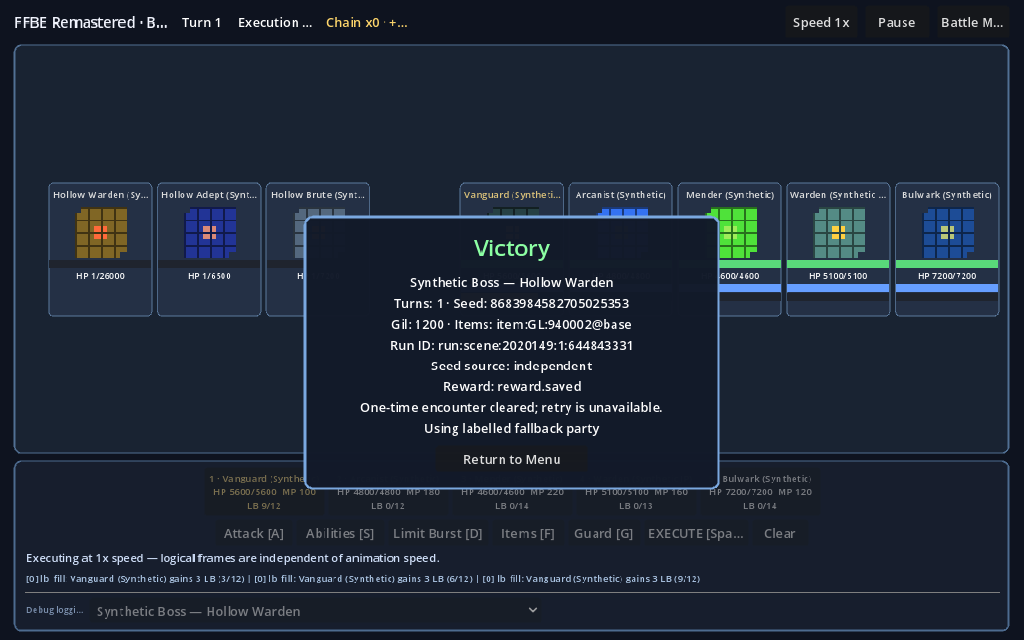 FFBE Remastered · B... Turn 1 Execution ... Chain x0 · +... Speed 1x Pause Battle M...
Hollow Warden (Sy... Hollow Adept (Synt... Hollow Brute (Synt... Vanguard (Syntheti... Arcanist (Synthetic) Mender (Synthetic) Warden (Synthetic ... Bulwark (Synthetic)
HP 1/26000 HP 1/6500 HP 5100/5100 HP 7200/7200
Victory
Synthetic Boss — Hollow Warden
Turns: 1 · Seed: 8683984582705025353
Gil: 1200 · Items: item:GL:940002@base
Run ID: run:scene:2020149:1:644843331
Seed source: independent
Reward: reward.saved
One-time encounter cleared; retry is unavailable.
Using labelled fallback party
Return to Menu
1 · Vanguard (Synthe Bulwark (Synthetic)
HP 5600/5600 MP 100 HP 4800/4800 MP 180 HP 4600/4600 MP 220 HP 5100/5100 MP 160 HP 7200/7200 MP 120
LB 9/12 LB 0/12 LB 0/14 LB 0/13 LB 0/14
Attack [A] Abilities [S] Limit Burst [D] Items [F] Guard [G] EXECUTE [Spa... Clear
Executing at 1x speed — logical frames are independent of animation speed.
[0] lb fill: Vanguard (Synthetic) gains 3 LB (3/12) | [0] lb fill: Vanguard (Synthetic) gains 3 LB (6/12) | [0] lb fill: Vanguard (Synthetic) gains 3 LB (9/12)
Debug loggi... Synthetic Boss — Hollow Warden